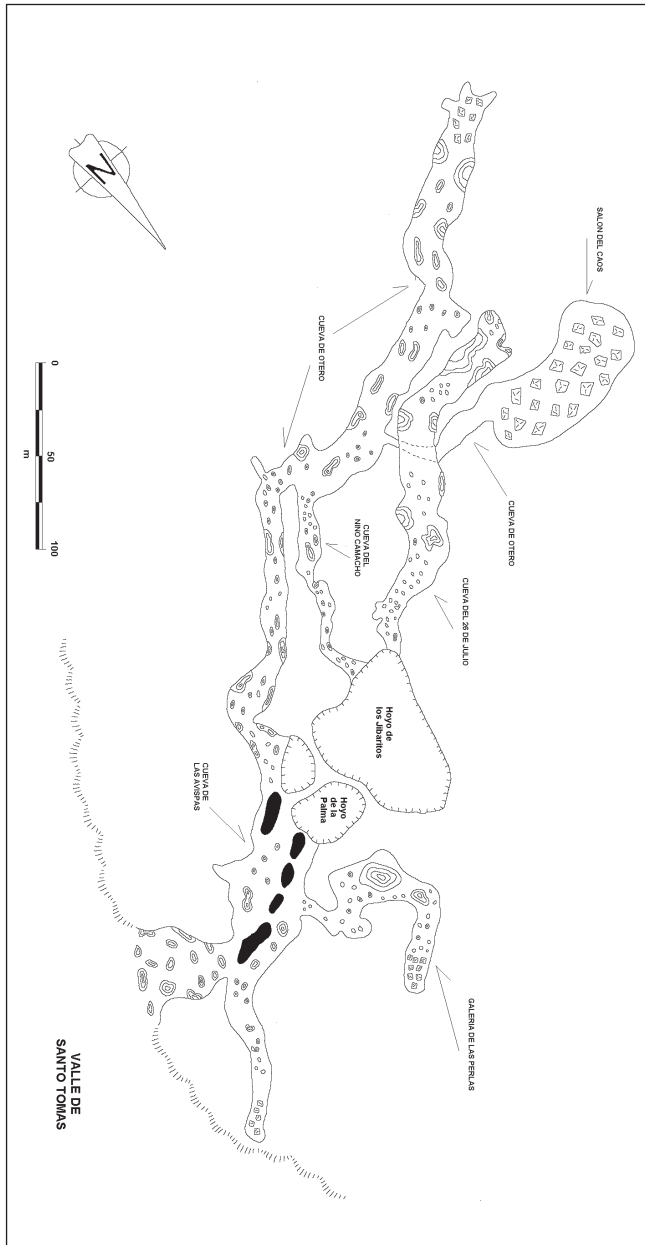 N
SALON DEL CAOS
CUEVA DE OTERO
0
50
100
m
CUEVA DE OTERO
CUEVA DEL
NINO CAMACHO
CUEVA DEL 26 DE JULIO
Hoyo de
los Jibaritos
Hoyo
de la
Palma
CUEVA DE
LAS AVISPAS
GALERIA DE LAS PERLAS
VALLE DE
SANTO TOMAS